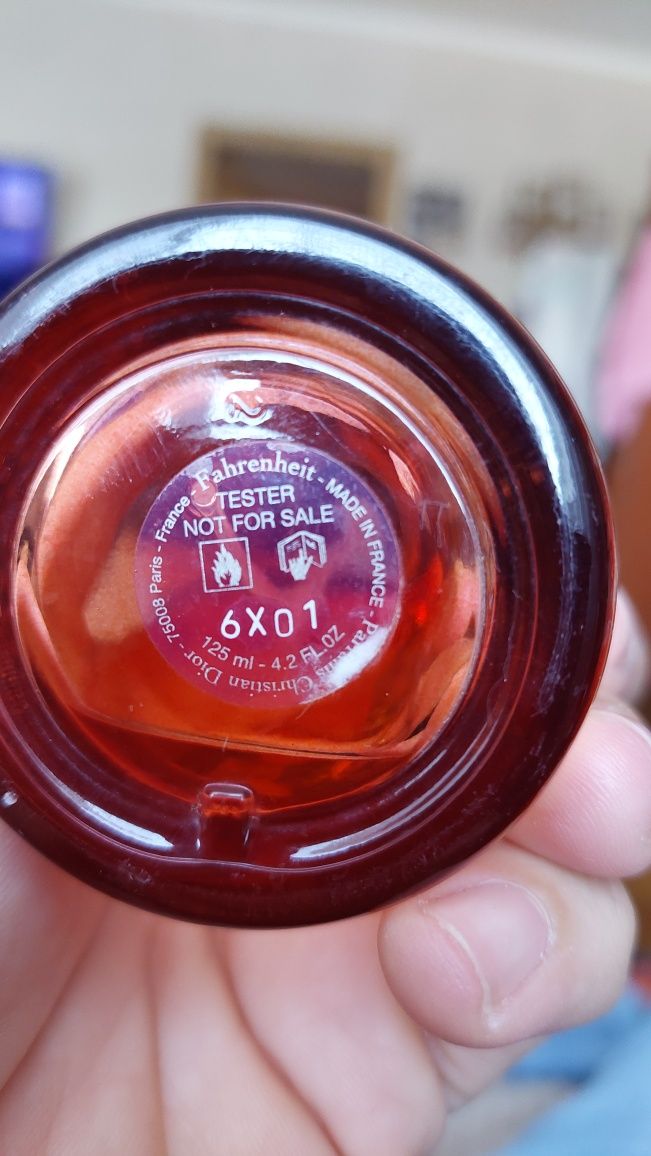 Fahrenheit - MADE IN FRANCE
TESTER
NOT FOR SALE
6X01
125 ml - 4.2 FL.OZ
Parfums Christian Dior - 75008 Paris - France -